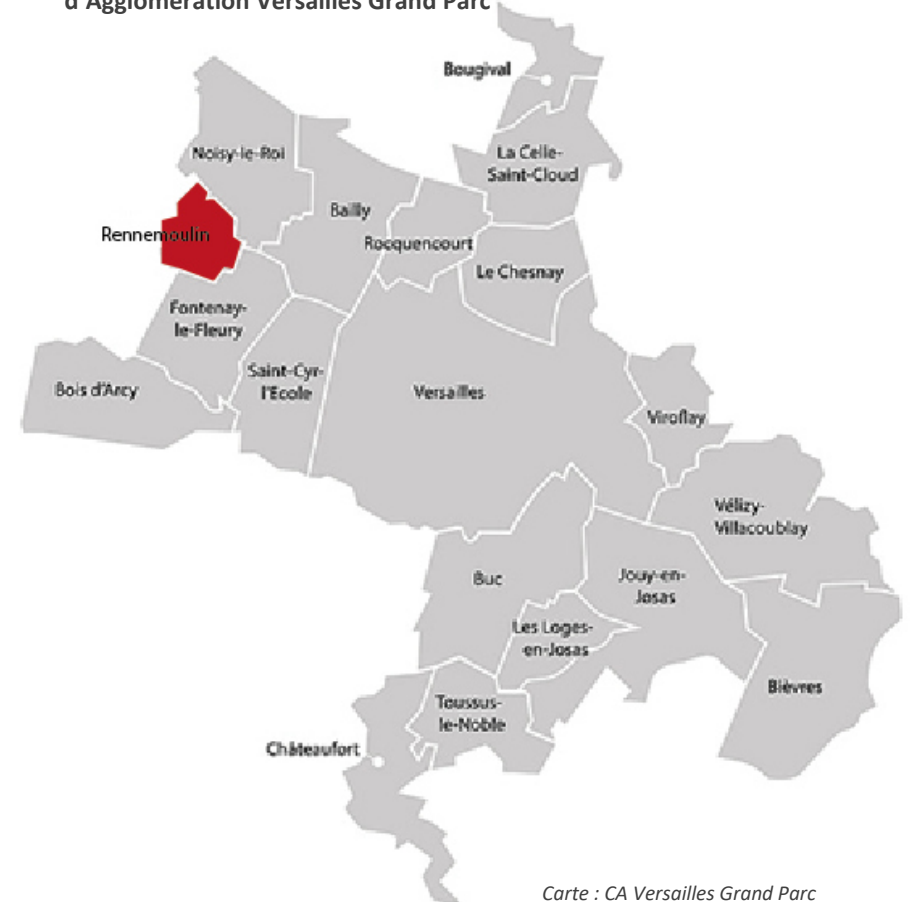 d'Agglomération Versailles Grand Parc
Bougival
Noisy-le-Roi
La Celle-
Saint-Cloud
Bailly
Rennemoulin
Rocquencourt
Le Chesnay
Fontenay-
le-Fleury
Saint-Cyr-
l'Ecole
Bois d'Arcy
Versailles
Viroflay
Vélizy-
Villacoublay
Buc
Jouy-en-
Josas
Les Loges-
en-Josas
Bièvres
Toussus-
le-Noble
Châteaufort
Carte : CA Versailles Grand Parc